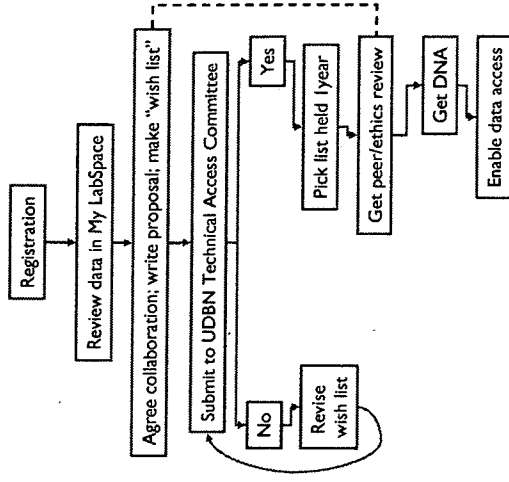 Registration
Review data in My LabSpace
Agree collaboration; write proposal; make “wish list”
Submit to UDBN Technical Access Committee
No
Yes
Revise
wish list
Pick list held 1year
Get peer/ethics review
Get DNA
Enable data access